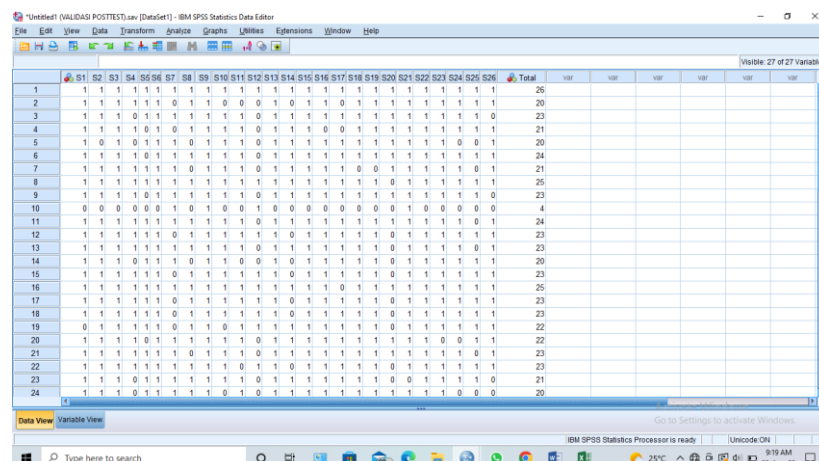 *Untitled1 (VALIDASI POSTTEST).sav [DataSet1] - IBM SPSS Statistics Data Editor
File Edit View Data Transform Analyze Graphs Utilities Extensions Window Help
Visible: 27 of 27 Variabl
S1 S2 S3 S4 S5 S6 S7 S8 S9 S10 S11 S12 S13 S14 S15 S16 S17 S18 S19 S20 S21 S22 S23 S24 S25 S26 Total var var var var var var
1 1 1 1 1 1 1 1 1 1 1 1 1 1 1 1 1 1 1 1 1 1 1 1 1 1 1 26
2 1 1 1 1 1 1 0 1 1 0 0 0 1 0 1 1 0 1 1 1 1 1 1 1 1 1 20
3 1 1 1 0 1 1 1 1 1 1 1 0 1 1 1 1 1 1 1 1 1 1 1 1 1 0 23
4 1 1 1 1 0 1 0 1 1 1 1 0 1 1 1 0 0 1 1 1 1 1 1 1 1 1 21
5 1 0 1 0 1 1 1 0 1 1 1 0 1 1 1 1 1 1 1 1 1 1 1 0 0 1 20
6 1 1 1 1 0 1 1 1 1 1 1 0 1 1 1 1 1 1 1 1 1 1 1 1 1 1 24
7 1 1 1 1 1 1 1 0 1 1 1 0 1 1 1 1 1 0 0 1 1 1 1 1 0 1 21
8 1 1 1 1 1 1 1 1 1 1 1 1 1 1 1 1 1 1 1 0 1 1 1 1 1 1 25
9 1 1 1 1 0 1 1 1 1 1 1 0 1 1 1 1 1 1 1 1 1 1 1 1 1 0 23
10 0 0 0 0 0 0 1 0 1 0 0 1 0 0 0 0 0 0 0 0 1 0 0 0 0 0 4
11 1 1 1 1 1 1 1 1 1 1 1 0 1 1 1 1 1 1 1 1 1 1 1 1 0 1 24
12 1 1 1 1 1 1 0 1 1 1 1 1 1 0 1 1 1 1 1 0 1 1 1 1 1 1 23
13 1 1 1 1 1 1 1 1 1 1 1 0 1 1 1 1 1 1 1 0 1 1 1 1 0 1 23
14 1 1 1 0 1 1 1 0 1 1 0 0 1 0 1 1 1 1 1 0 1 1 1 1 1 1 20
15 1 1 1 1 1 1 0 1 1 1 1 1 1 0 1 1 1 1 1 0 1 1 1 1 1 1 23
16 1 1 1 1 1 1 1 1 1 1 1 1 1 1 1 1 0 1 1 1 1 1 1 1 1 1 25
17 1 1 1 1 1 1 0 1 1 1 1 1 1 0 1 1 1 1 1 0 1 1 1 1 1 1 23
18 1 1 1 1 1 1 0 1 1 1 1 1 1 0 1 1 1 1 1 0 1 1 1 1 1 1 23
19 0 1 1 1 1 1 0 1 1 0 1 1 1 1 1 1 1 1 1 0 1 1 1 1 1 1 22
20 1 1 1 1 0 1 1 1 1 1 1 0 1 1 1 1 1 1 1 1 1 1 0 0 1 1 22
21 1 1 1 1 1 1 1 0 1 1 1 0 1 1 1 1 1 1 1 1 1 1 1 1 0 1 23
22 1 1 1 1 1 1 1 1 1 1 0 1 1 0 1 1 1 1 1 0 1 1 1 1 1 1 23
23 1 1 1 0 1 1 1 1 1 1 1 0 1 1 1 1 1 1 1 0 0 1 1 1 1 0 21
24 1 1 1 0 1 1 1 1 1 0 1 0 1 1 1 1 1 1 1 1 1 1 1 0 0 0 20
Data View Variable View
Go to Settings to activate Windows.
IBM SPSS Statistics Processor is ready Unicode:ON
Type here to search
25°C
9:19 AM